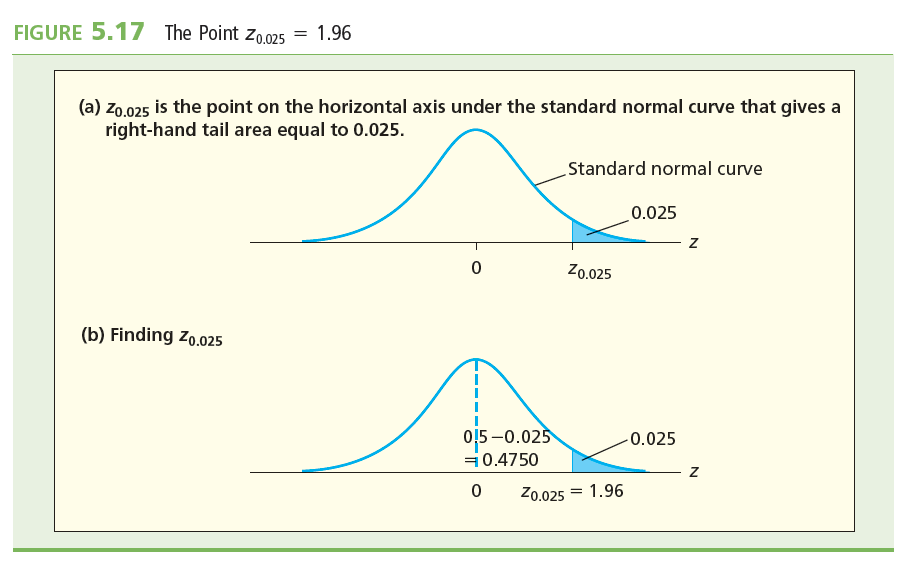 FIGURE 5.17 The Point z0.025 = 1.96
(a) z0.025 is the point on the horizontal axis under the standard normal curve that gives a
right-hand tail area equal to 0.025.
Standard normal curve
0.025
z
0
z0.025
(b) Finding z0.025
0.5 –0.025
= 0.4750
0.025
z
0
z0.025 = 1.96